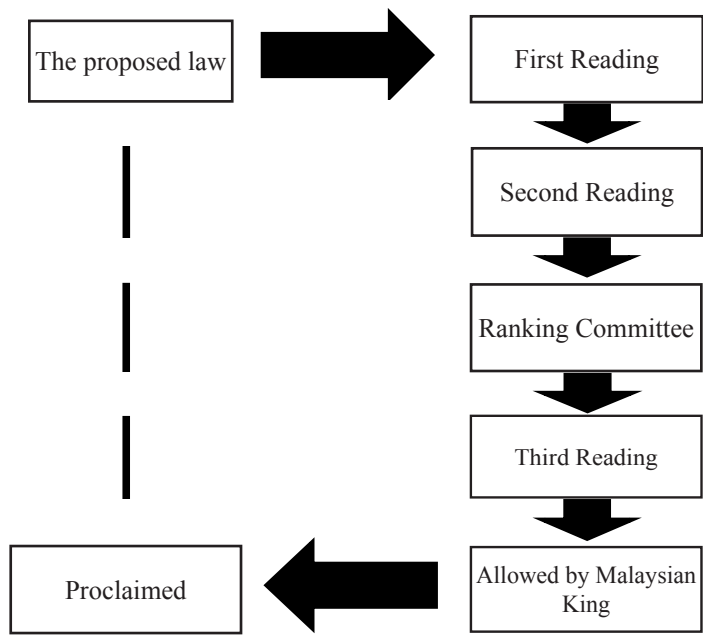 The proposed law
First Reading
Second Reading
Ranking Committee
Third Reading
Allowed by Malaysian
King
Proclaimed